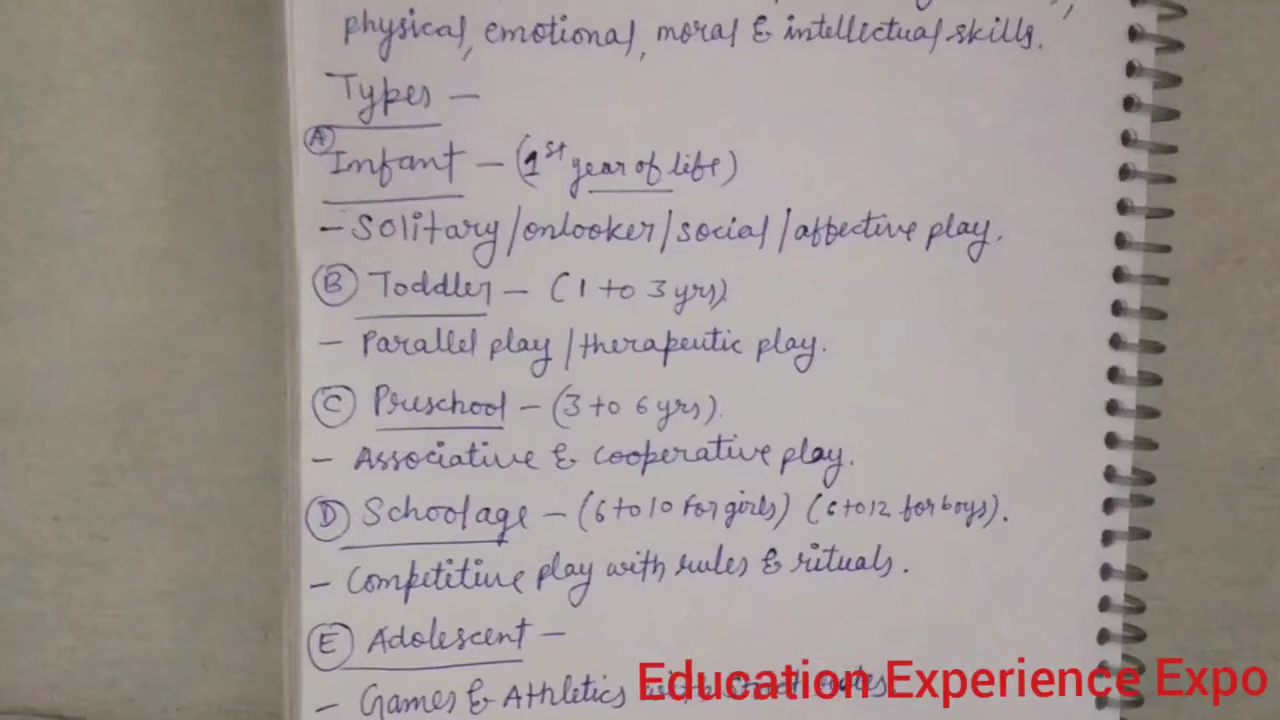 physical, emotional, moral & intellectual skills.
Types -
(A) Infant - (1st year of life)
- Solitary/onlooker/social/affective play.
(B) Toddler - (1 to 3 yrs)
- Parallel play/therapeutic play.
(C) Preschool - (3 to 6 yrs).
- Associative & cooperative play.
(D) School age - (6 to 10 for girls) (6 to 12 for boys).
- Competitive play with rules & rituals.
(E) Adolescent -
- Games & Athletics
Education Experience Expo